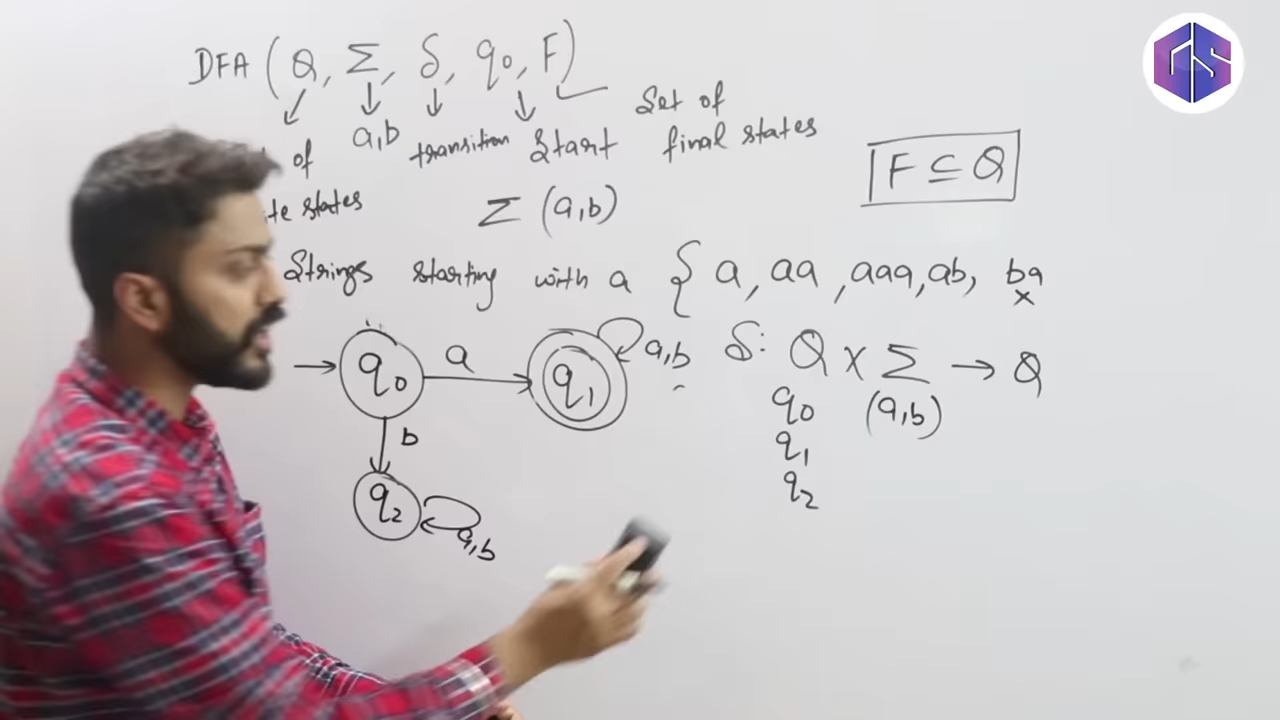 DFA (Q, Σ, δ, q0, F)
a,b transition Start Set of final states
of
states
Σ (a,b)
F ⊆ Q
Strings starting with a { a, aa, aaa, ab, ba
x
q0 a q1 a,b
b
q2 a,b
δ: Q x Σ → Q
q0 (a,b)
q1
q2
GS